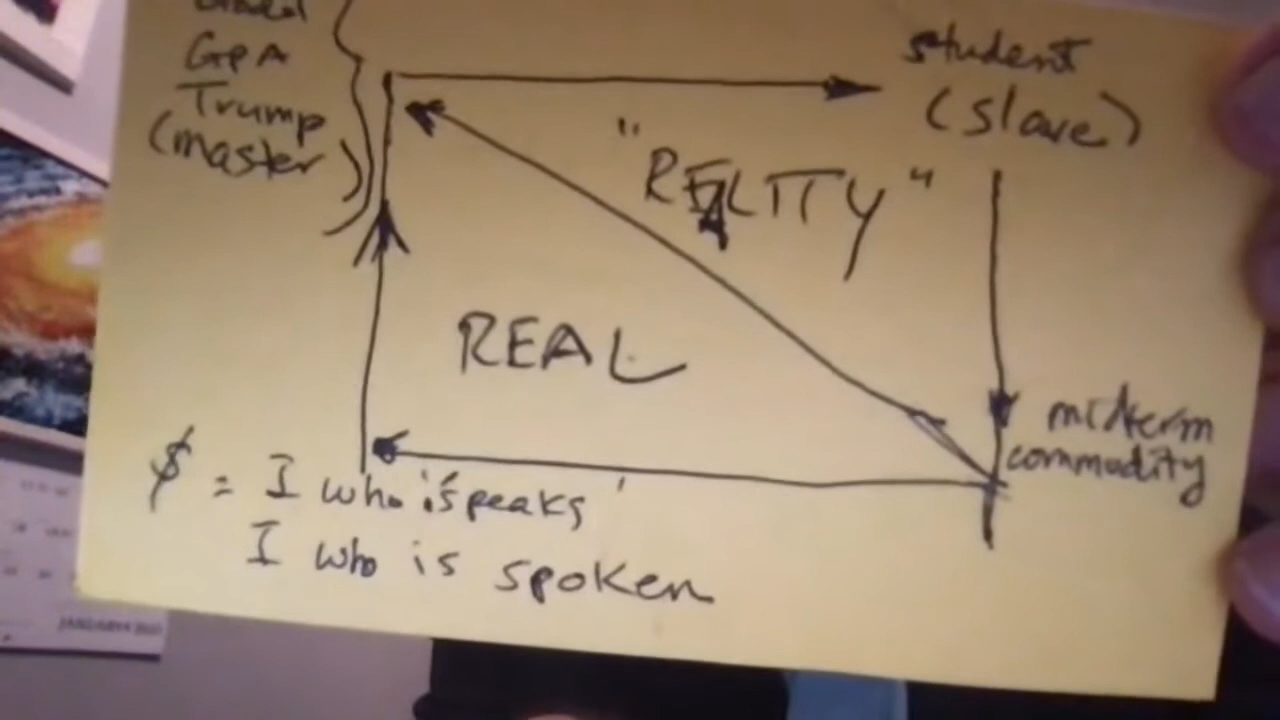 GPA
Trump
(master)
student
(slave)
"REALITY"
REAL
midterm
commodity
$ = I who 'speaks'
I who is spoken